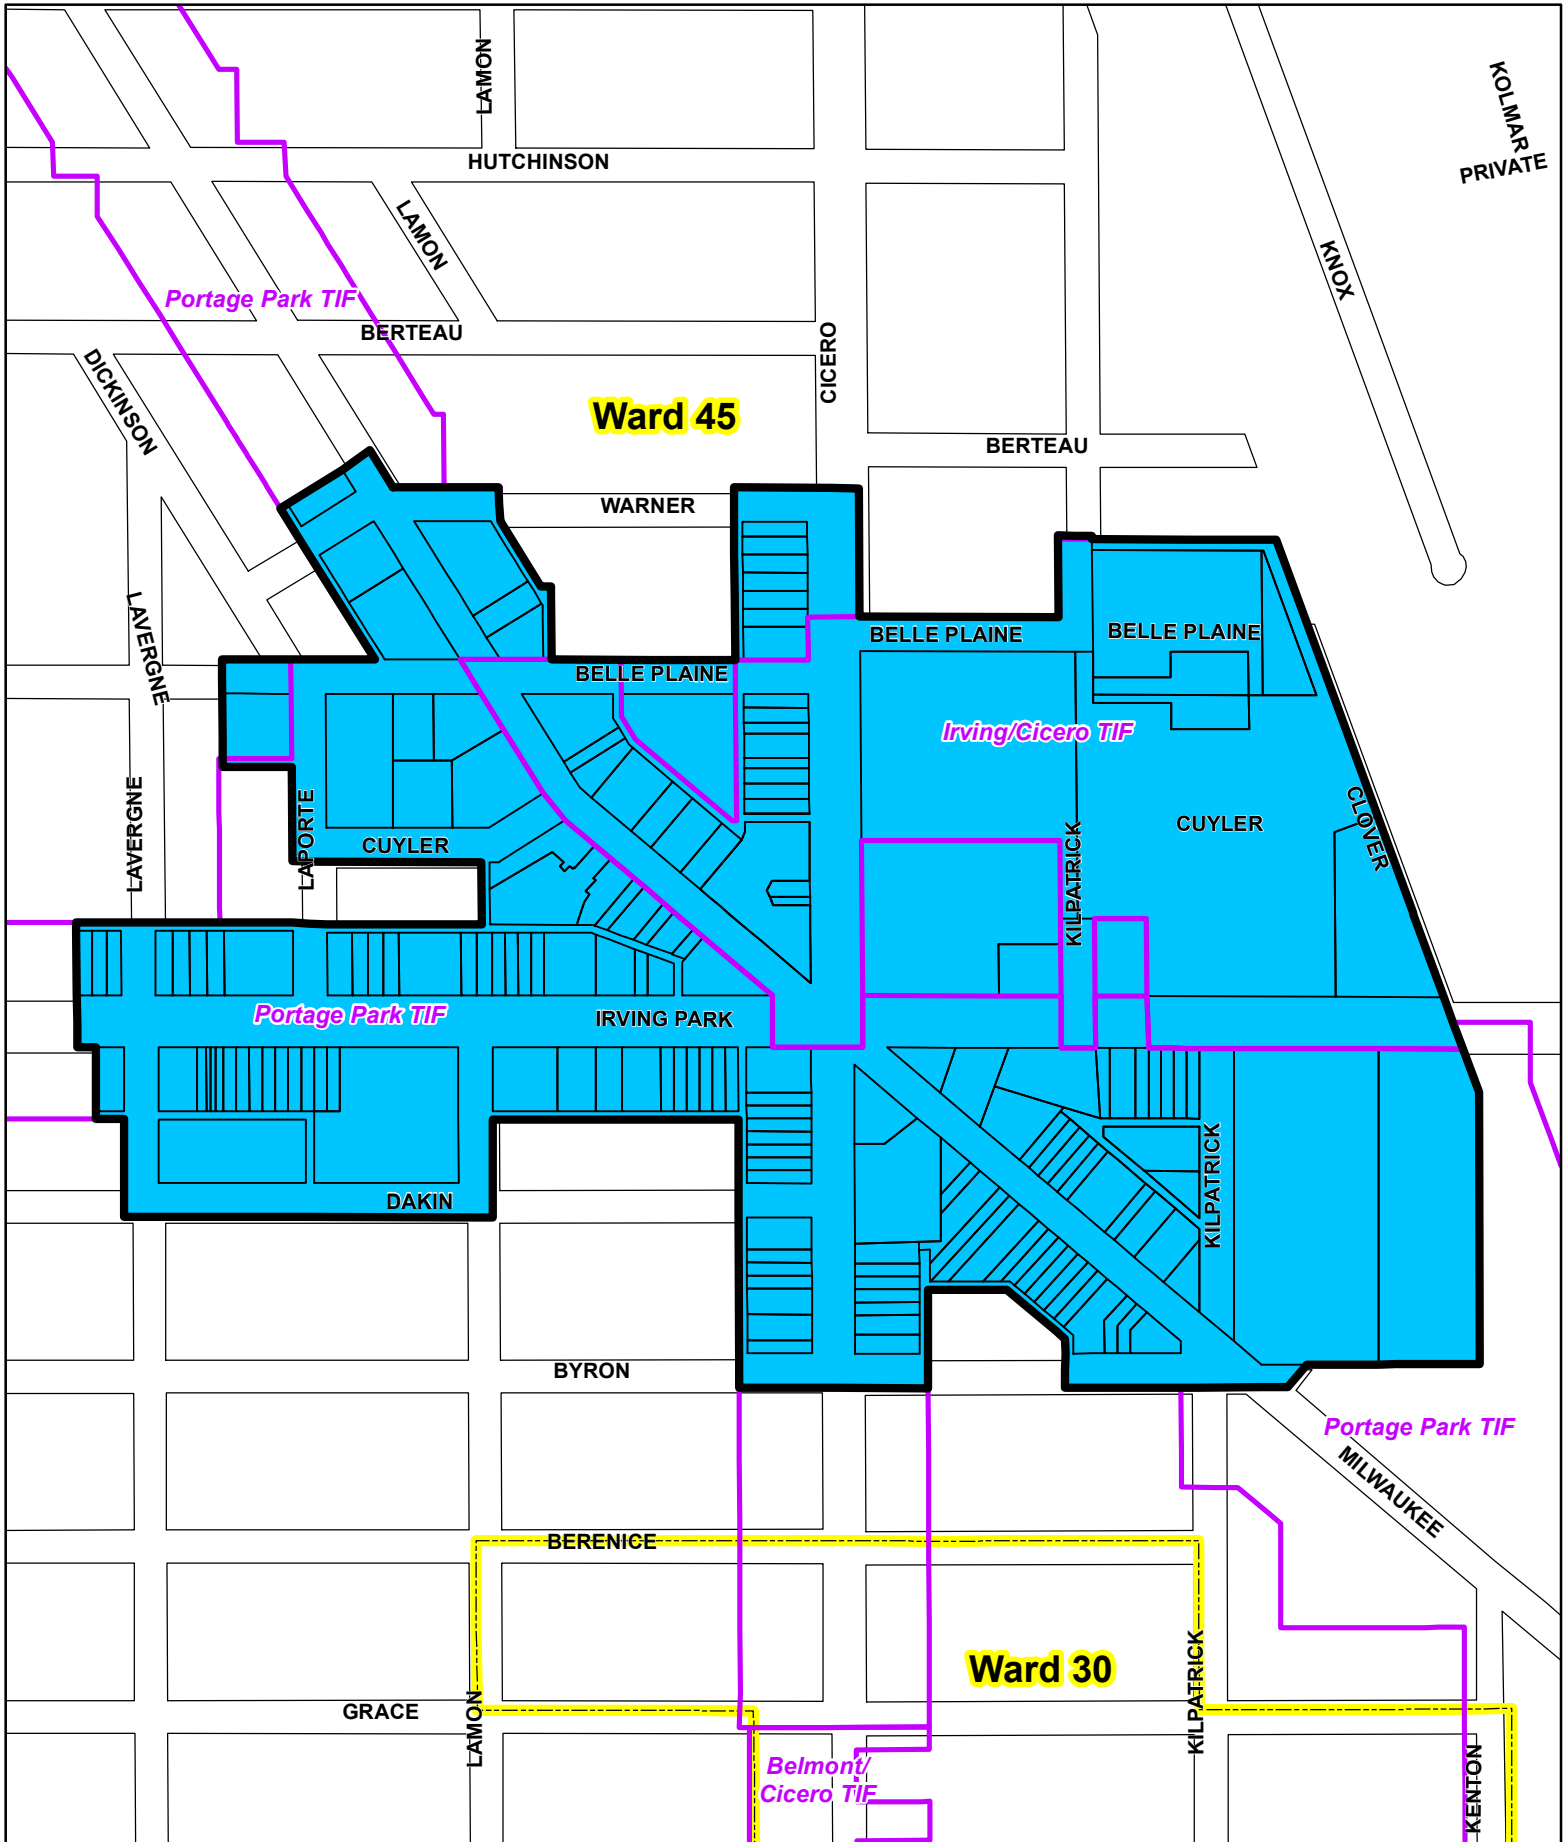 LAMON
KOLMAR
PRIVATE
HUTCHINSON
LAMON
KNOX
Portage Park TIF
BERTEAU
CICERO
DICKINSON
Ward 45
BERTEAU
WARNER
LAVERGNE
BELLE PLAINE
BELLE PLAINE
BELLE PLAINE
Irving/Cicero TIF
LAVERGNE
LAPORTE
CUYLER
KILPATRICK
CUYLER
CLOVER
Portage Park TIF
IRVING PARK
KILPATRICK
DAKIN
BYRON
Portage Park TIF
MILWAUKEE
BERENICE
Ward 30
KILPATRICK
GRACE
LAMON
Belmont/
Cicero TIF
KENTON